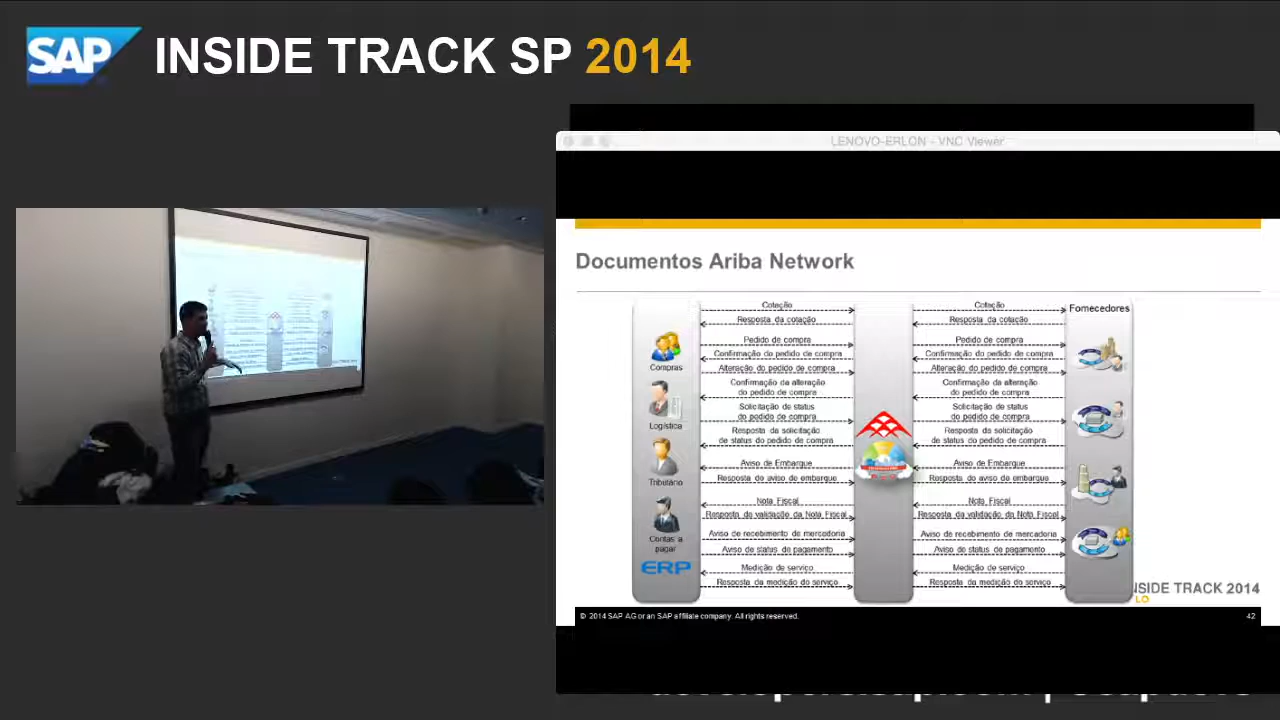 SAP INSIDE TRACK SP 2014
LENOVO-ERLON - VNC Viewer
Documentos Ariba Network
Compras
Logística
Tributário
Contas a
pagar
ERP
Cotação
Resposta da cotação
Pedido de compra
Confirmação do pedido de compra
Alteração do pedido de compra
Confirmação da alteração
do pedido de compra
Solicitação de status
do pedido de compra
Resposta da solicitação
de status do pedido de compra
Aviso de Embarque
Resposta do aviso de embarque
Nota Fiscal
Resposta da validação da Nota Fiscal
Aviso de recebimento de mercadoria
Aviso de status de pagamento
Medição de serviço
Resposta da medição do serviço
Cotação
Resposta da cotação
Pedido de compra
Confirmação do pedido de compra
Alteração do pedido de compra
Confirmação da alteração
do pedido de compra
Solicitação de status
do pedido de compra
Resposta da solicitação
de status do pedido de compra
Aviso de Embarque
Resposta do aviso de embarque
Nota Fiscal
Resposta da validação da Nota Fiscal
Aviso de recebimento de mercadoria
Aviso de status de pagamento
Medição de serviço
Resposta da medição do serviço
Fornecedores
INSIDE TRACK 2014
LO
© 2014 SAP AG or an SAP affiliate company. All rights reserved.
42